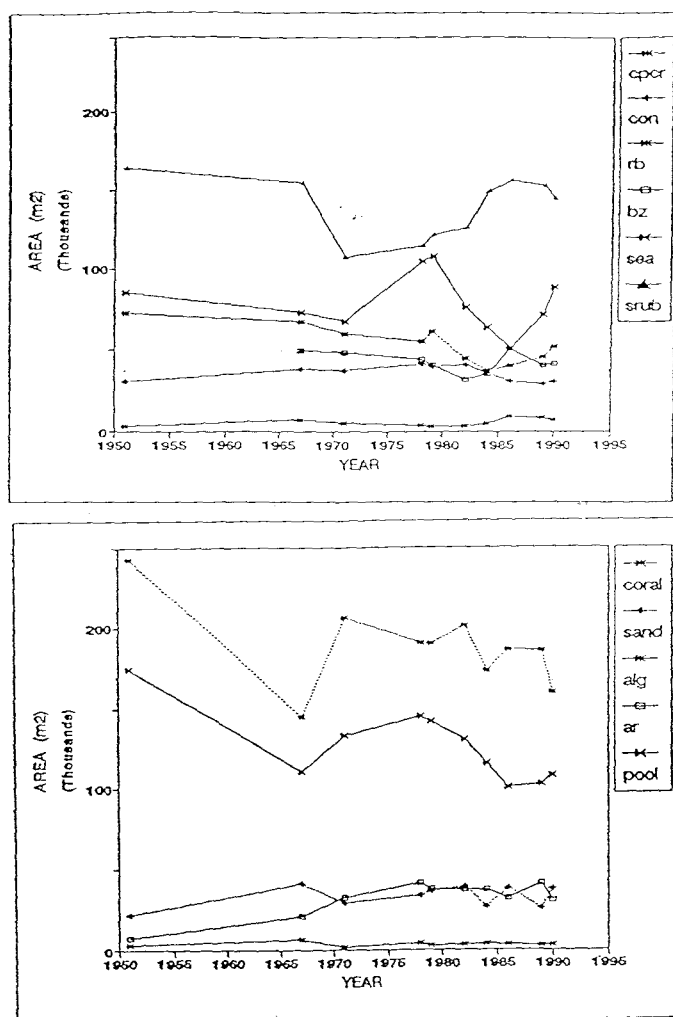 200
100
0
AREA (m2)
(Thousands)
1950 1955 1960 1965 1970 1975 1980 1985 1990 1995
YEAR
cpcr
con
rb
bz
sea
srub
200
100
0
AREA (m2)
(Thousands)
1950 1955 1960 1965 1970 1975 1980 1985 1990 1995
YEAR
coral
sand
alg
ar
pool